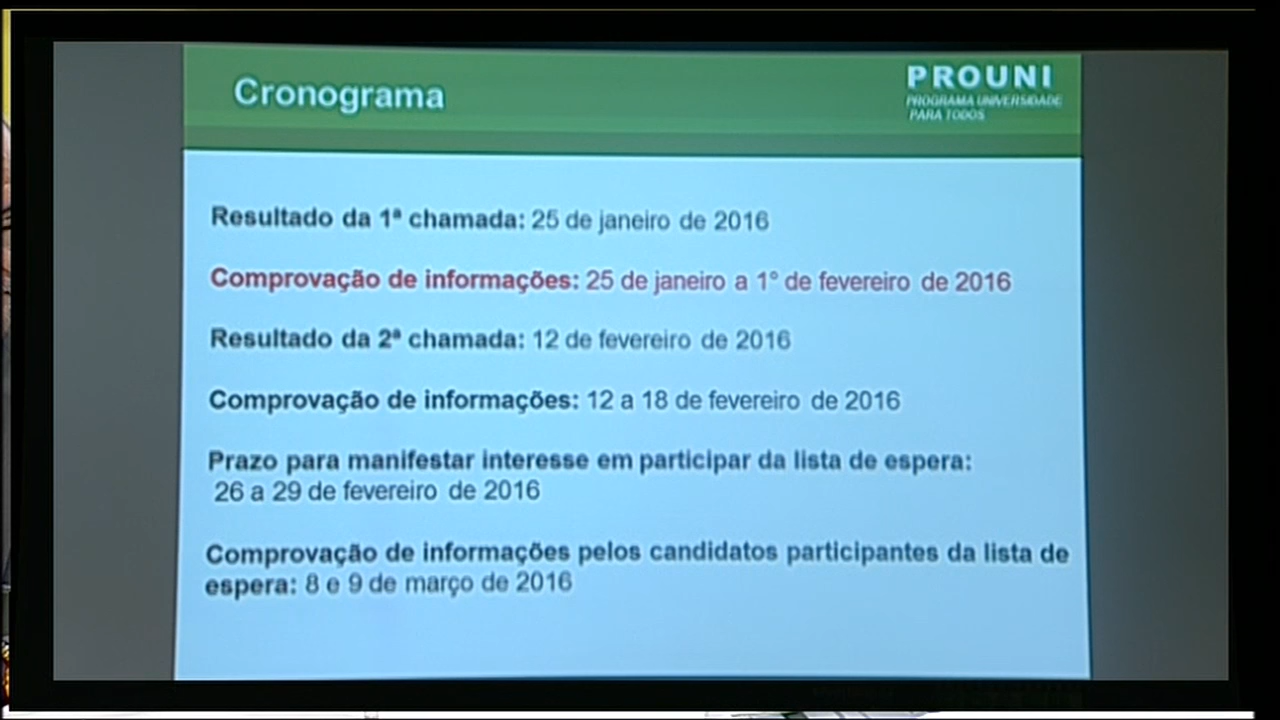 Cronograma
PROUNI
PROGRAMA UNIVERSIDADE
PARA TODOS
Resultado da 1ª chamada: 25 de janeiro de 2016
Comprovação de informações: 25 de janeiro a 1° de fevereiro de 2016
Resultado da 2ª chamada: 12 de fevereiro de 2016
Comprovação de informações: 12 a 18 de fevereiro de 2016
Prazo para manifestar interesse em participar da lista de espera:
26 a 29 de fevereiro de 2016
Comprovação de informações pelos candidatos participantes da lista de
espera: 8 e 9 de março de 2016